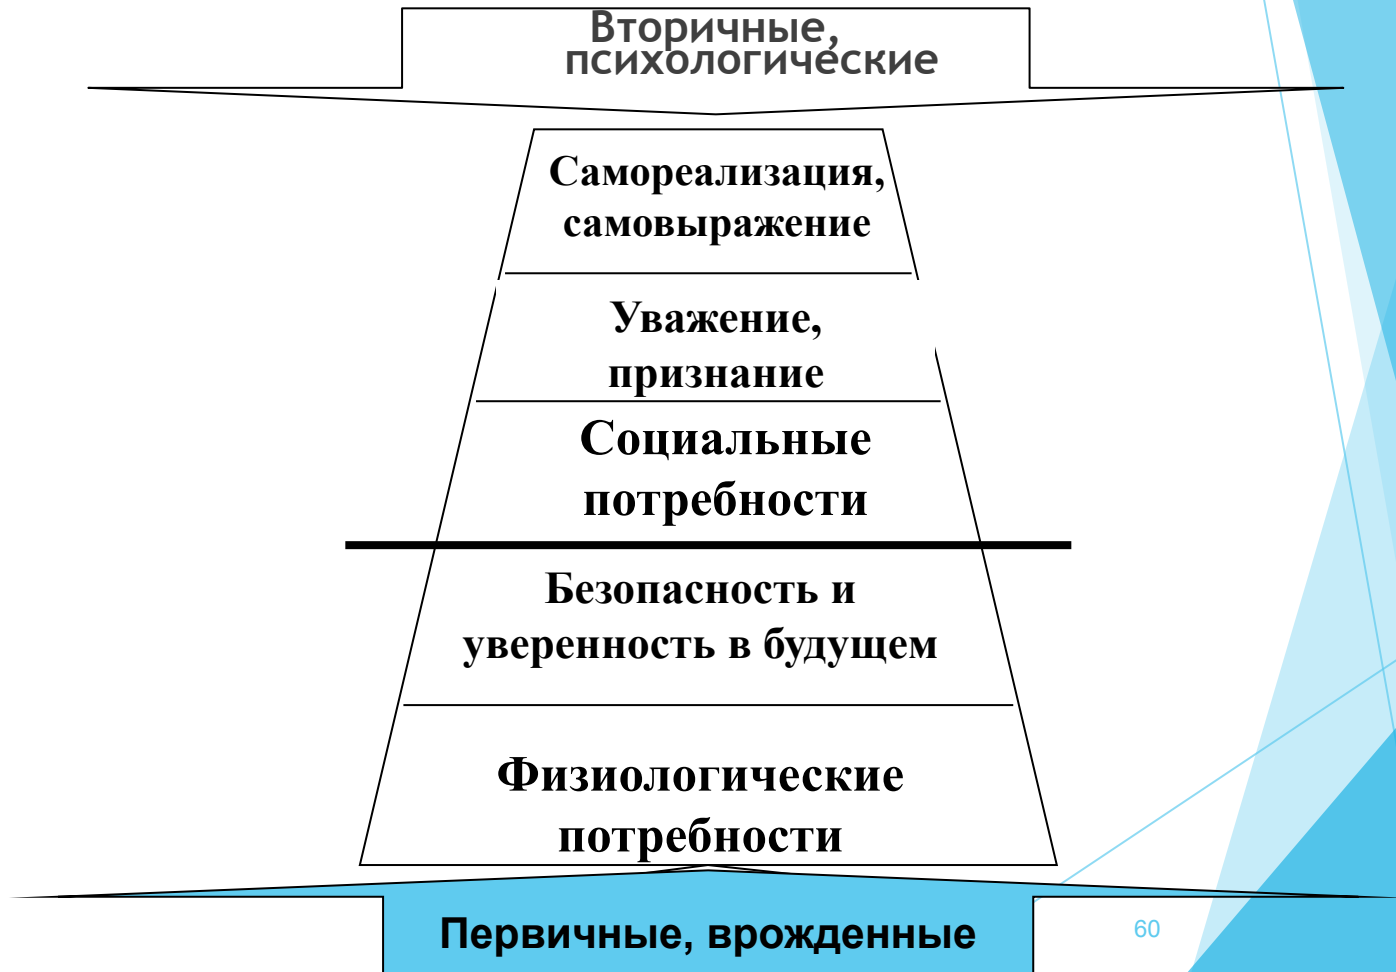 Вторичные,
психологические
Самореализация,
самовыражение
Уважение,
признание
Социальные
потребности
Безопасность и
уверенность в будущем
Физиологические
потребности
Первичные, врожденные
60